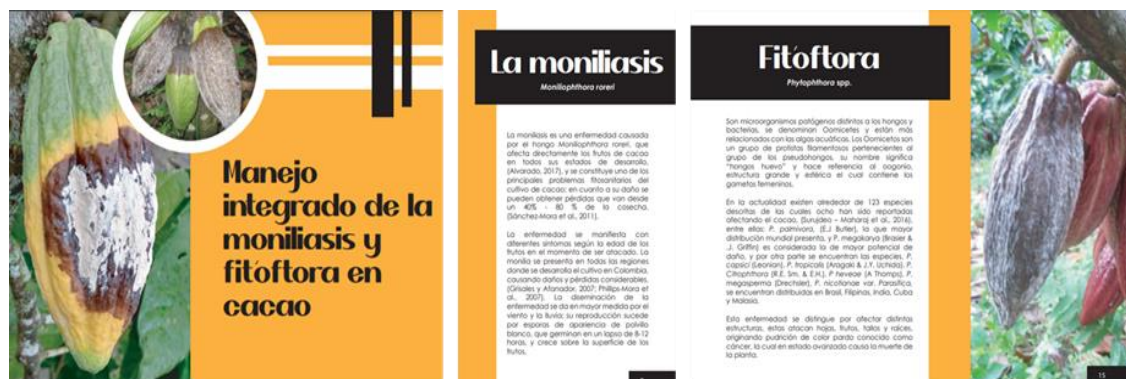 Manejo
integrado de la
moniliasis y
fitóftora en
cacao
La moniliasis
Moniliophthora roreri
La moniliasis es una enfermedad causada
por el hongo Moniliophthora roreri, que
afecta directamente los frutos de cacao
en todos sus estados de desarrollo,
(Alvarado, 2017), y se constituye uno de los
principales problemas fitosanitarios del
cultivo de cacao; en cuanto a su daño se
pueden obtener pérdidas que van desde
un 40% - 80 % de la cosecha.
(Sánchez-Mora et al., 2011).
La enfermedad se manifiesta con
diferentes síntomas según la edad de los
frutos en el momento de ser atacado. La
monilia se presenta en todas las regiones
donde se desarrolla el cultivo en Colombia,
causando daños y pérdidas considerables,
(Grisales y Afanador, 2007; Phillips-Mora et
al., 2007). La diseminación de la
enfermedad se da en mayor medida por el
viento y la lluvia; su reproducción sucede
por esporas de apariencia de polvillo
blanco, que germinan en un lapso de 8-12
horas, y crece sobre la superficie de los
frutos.
Fitóftora
Phytophthora spp.
Son microorganismos patógenos distintos a los hongos y
bacterias, se denominan Oomicetes y están más
relacionados con las algas acuáticas. Los Oomicetos son
un grupo de protistas filamentosos pertenecientes al
grupo de los pseudohongos, su nombre significa
"hongos huevo" y hace referencia al oogonio,
estructura grande y esférica el cual contiene los
gametos femeninos.
En la actualidad existen alrededor de 123 especies
descritas de las cuales ocho han sido reportadas
afectando el cacao, (Surujdeo – Maharaj et al., 2016),
entre ellas: P. palmivora, (E.J Butler), la que mayor
distribución mundial presenta, y P. megakarya (Brasier &
J. Griffin) es considerada la de mayor potencial de
daño, y por otra parte se encuentran las especies, P.
capsici (Leonian), P. tropicalis (Aragaki & J.Y. Uchida), P.
Citrophthora (R.E. Sm. & E.H.), P heveae (A Thomps), P.
megasperma (Drechsler), P. nicotianae var. Parasitica,
se encuentran distribuidas en Brasil, Filipinas, India, Cuba
y Malasia.
Esta enfermedad se distingue por afectar distintas
estructuras, estas atacan hojas, frutos, tallos y raíces,
originando pudrición de color pardo conocido como
cáncer, la cual en estado avanzado causa la muerte de
la planta.
15